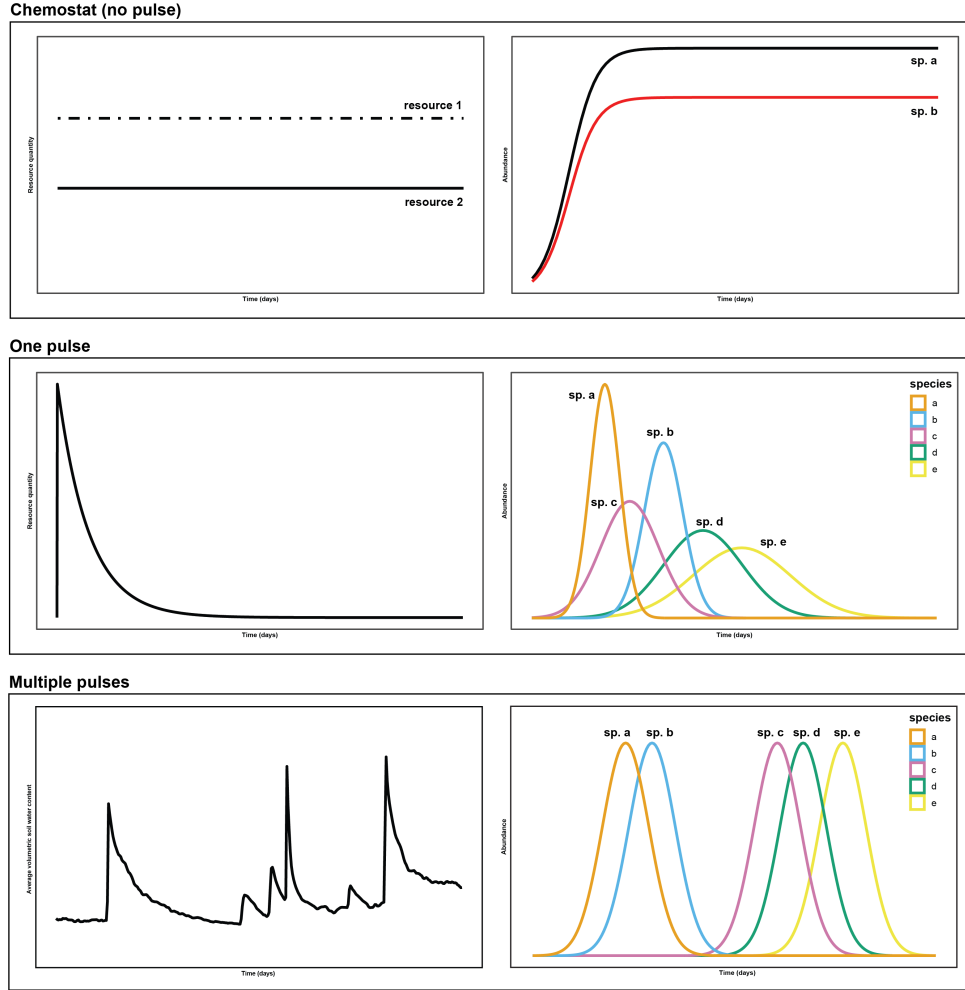 Chemostat (no pulse)
Resource quantity
resource 1
resource 2
Time (days)
Abundance
sp. a
sp. b
Time (days)
One pulse
Resource quantity
Time (days)
Abundance
sp. a
sp. b
sp. c
sp. d
sp. e
species
a
b
c
d
e
Time (days)
Multiple pulses
Average volumetric soil water content
Time (days)
Abundance
sp. a sp. b sp. c sp. d sp. e
species
a
b
c
d
e
Time (days)